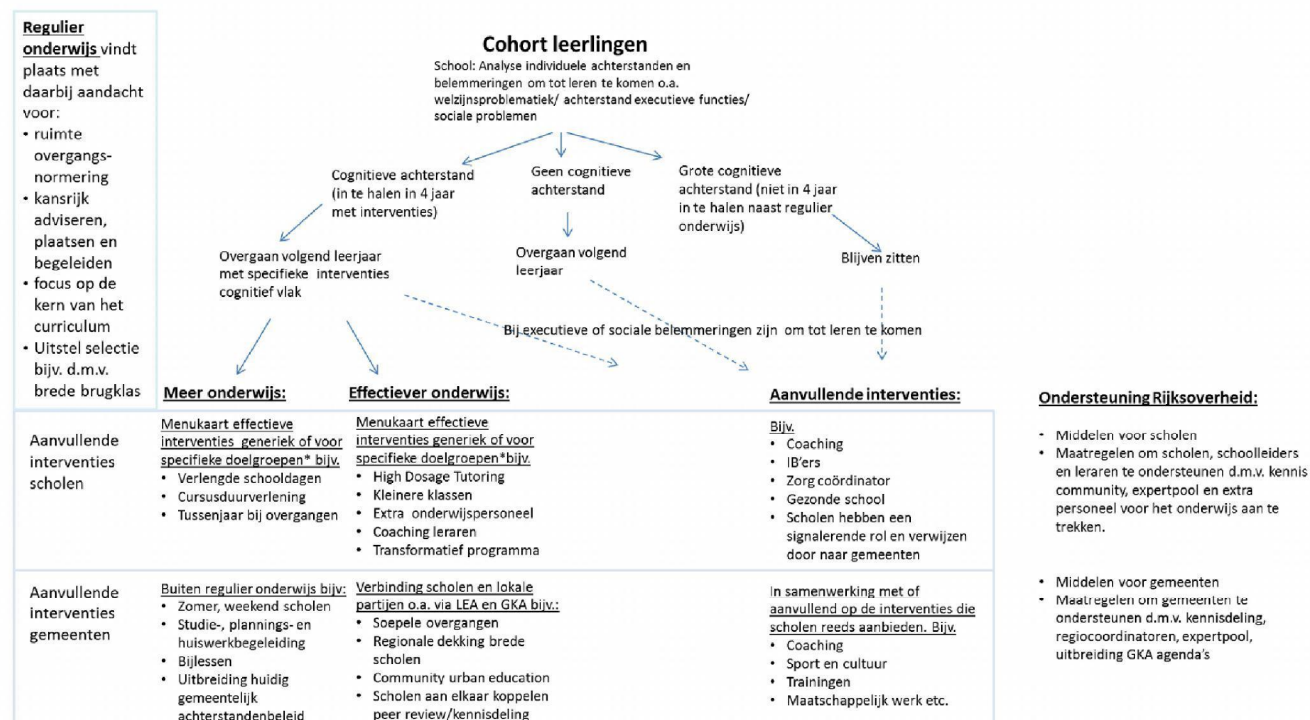 Regulier
onderwijs vindt
plaats met
daarbij aandacht
voor:
• ruimte
overgangs-
normering
• kansrijk
adviseren,
plaatsen en
begeleiden
• focus op de
kern van het
curriculum
• Uitstel selectie
bijv. d.m.v.
brede brugklas
Cohort leerlingen
School: Analyse individuele achterstanden en
belemmeringen om tot leren te komen o.a.
welzijnsproblematiek/ achterstand executieve functies/
sociale problemen
Cognitieve achterstand
(in te halen in 4 jaar
met interventies)
Geen cognitieve
achterstand
Grote cognitieve
achterstand (niet in 4 jaar
in te halen naast regulier
onderwijs)
Overgaan volgend leerjaar
met specifieke interventies
cognitief vlak
Overgaan volgend
leerjaar
Blijven zitten
Bij executieve of sociale belemmeringen zijn om tot leren te komen
Meer onderwijs:
Effectiever onderwijs:
Aanvullende interventies:
Ondersteuning Rijksoverheid:
Aanvullende
interventies
scholen
Menukaart effectieve
interventies generiek of voor
specifieke doelgroepen* bijv.
• Verlengde schooldagen
• Cursusduurverlening
• Tussenjaar bij overgangen
Menukaart effectieve
interventies generiek of voor
specifieke doelgroepen*bijv.
• High Dosage Tutoring
• Kleinere klassen
• Extra onderwijspersoneel
• Coaching leraren
• Transformatief programma
Bijv.
• Coaching
• IB'ers
• Zorg coördinator
• Gezonde school
• Scholen hebben een
signalerende rol en verwijzen
door naar gemeenten
• Middelen voor scholen
• Maatregelen om scholen, schoolleiders
en leraren te ondersteunen d.m.v. kennis
community, expertpool en extra
personeel voor het onderwijs aan te
trekken.
Aanvullende
interventies
gemeenten
Buiten regulier onderwijs bijv:
• Zomer, weekend scholen
• Studie-, plannings- en
huiswerkbegeleiding
• Bijlessen
• Uitbreiding huidig
gemeentelijk
achterstandenbeleid
Verbinding scholen en lokale
partijen o.a. via LEA en GKA bijv.:
• Soepele overgangen
• Regionale dekking brede
scholen
• Community urban education
• Scholen aan elkaar koppelen
peer review/kennisdeling
In samenwerking met of
aanvullend op de interventies die
scholen reeds aanbieden. Bijv.
• Coaching
• Sport en cultuur
• Trainingen
• Maatschappelijk werk etc.
• Middelen voor gemeenten
• Maatregelen om gemeenten te
ondersteunen d.m.v. kennisdeling,
regiocoordinatoren, expertpool,
uitbreiding GKA agenda's